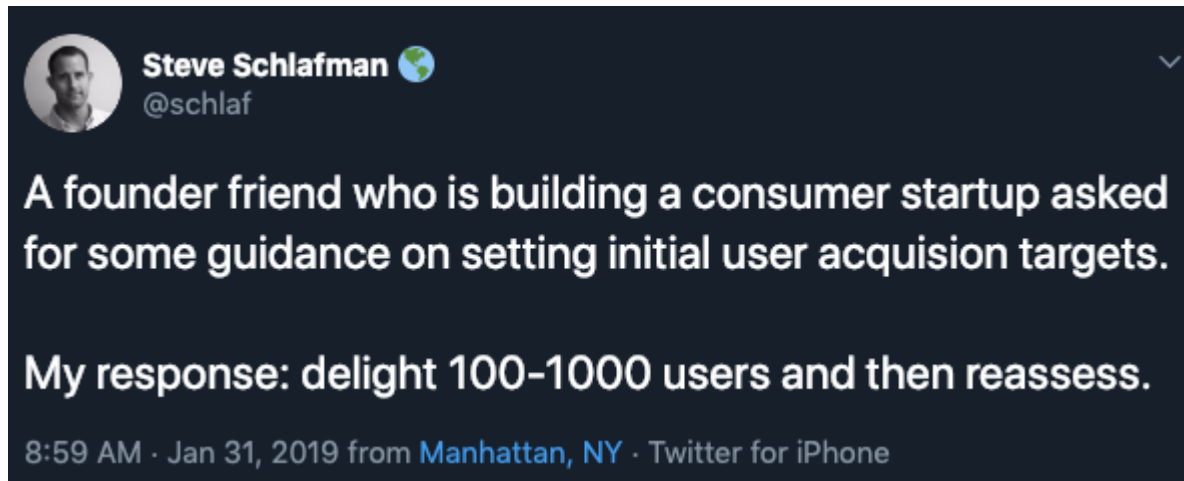 Steve Schlafman 🌎
@schlaf
A founder friend who is building a consumer startup asked
for some guidance on setting initial user acquision targets.
My response: delight 100-1000 users and then reassess.
8:59 AM · Jan 31, 2019 from Manhattan, NY · Twitter for iPhone